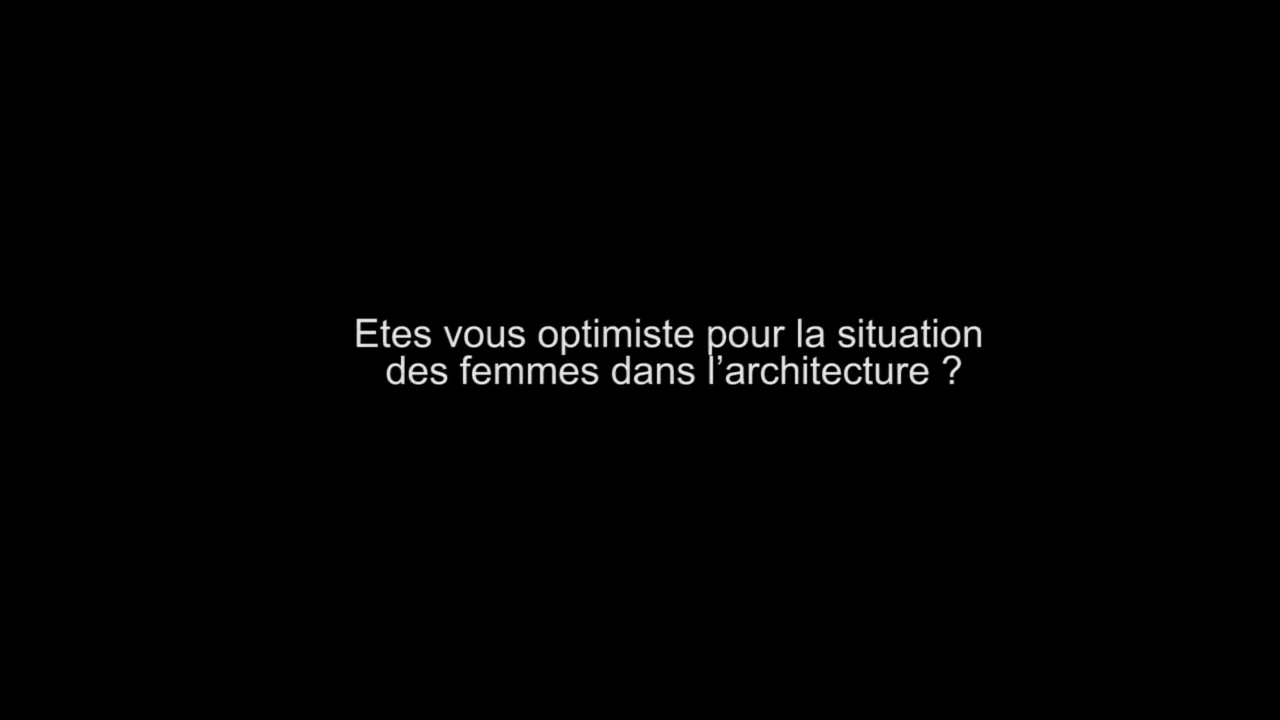 Etes vous optimiste pour la situation
des femmes dans l’architecture ?